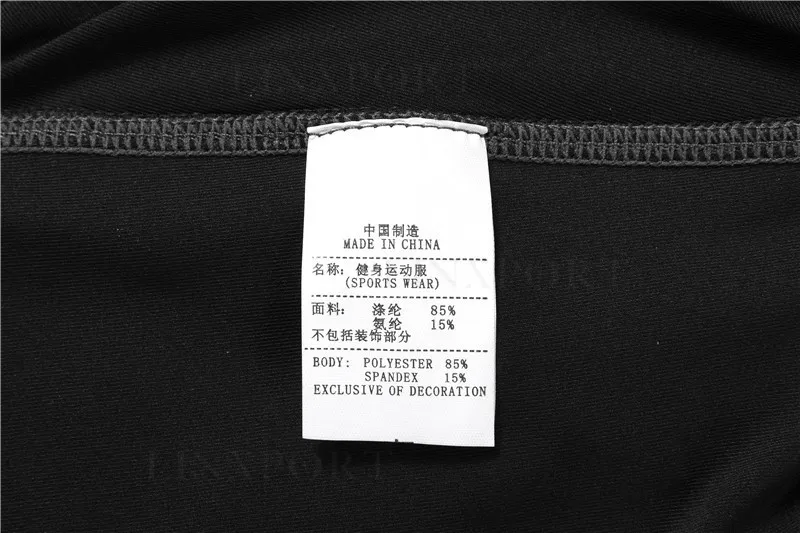 LINXPORT
中国制造
MADE IN CHINA
名称: 健身运动服
(SPORTS WEAR)
面料: 涤纶 85%
氨纶 15%
不包括装饰部分
BODY: POLYESTER 85%
SPANDEX 15%
EXCLUSIVE OF DECORATION
LINXPORT